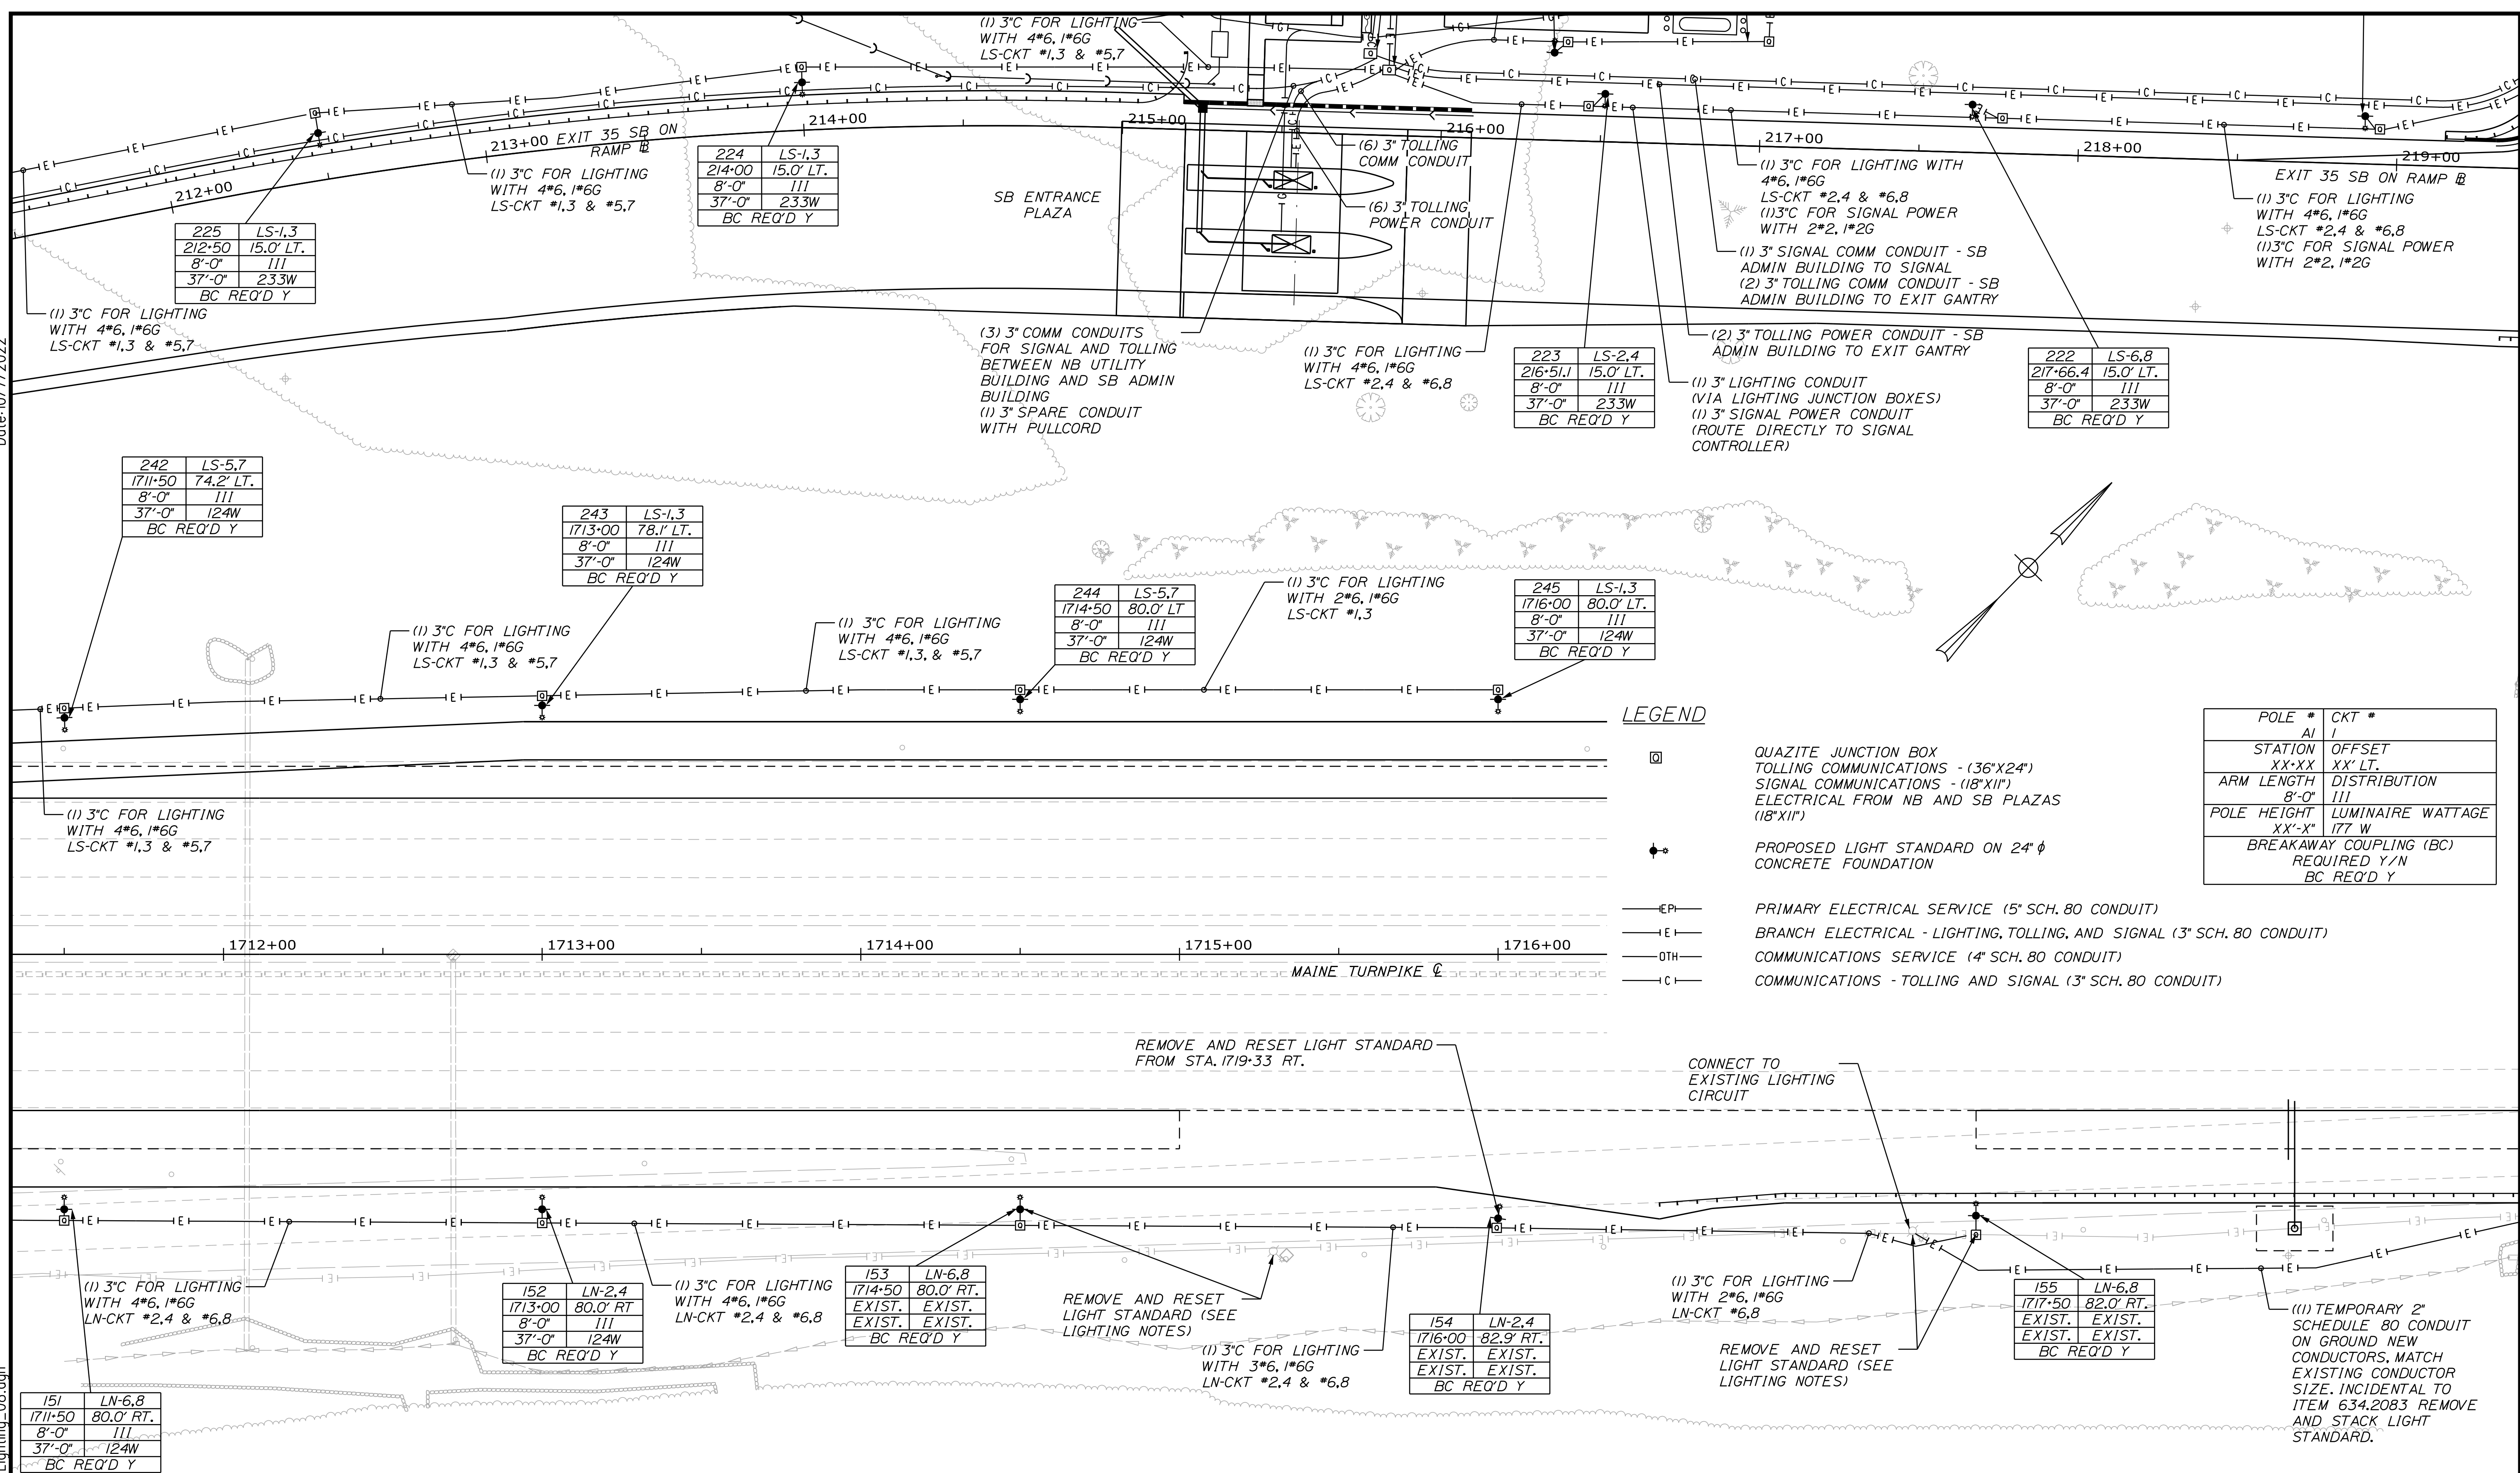 (1) 3"C FOR LIGHTING
WITH 4#6, 1#6G
LS-CKT #1,3 & #5,7
212+00
213+00 EXIT 35 SB ON
RAMP ℄
214+00
215+00
216+00
217+00
218+00
219+00
EXIT 35 SB ON RAMP ℄
(1) 3"C FOR LIGHTING
WITH 4#6, 1#6G
LS-CKT #1,3 & #5,7
224 LS-1,3
214+00 15.0' LT.
8'-0" III
37'-0" 233W
BC REQ'D Y
225 LS-1,3
212+50 15.0' LT.
8'-0" III
37'-0" 233W
BC REQ'D Y
(1) 3"C FOR LIGHTING
WITH 4#6, 1#6G
LS-CKT #1,3 & #5,7
SB ENTRANCE
PLAZA
(6) 3" TOLLING
COMM CONDUIT
(6) 3" TOLLING
POWER CONDUIT
(1) 3"C FOR LIGHTING WITH
4#6, 1#6G
LS-CKT #2,4 & #6,8
(1)3"C FOR SIGNAL POWER
WITH 2#2, 1#2G
(1) 3" SIGNAL COMM CONDUIT - SB
ADMIN BUILDING TO SIGNAL
(2) 3" TOLLING COMM CONDUIT - SB
ADMIN BUILDING TO EXIT GANTRY
(1) 3"C FOR LIGHTING
WITH 4#6, 1#6G
LS-CKT #2,4 & #6,8
(1)3"C FOR SIGNAL POWER
WITH 2#2, 1#2G
(3) 3" COMM CONDUITS
FOR SIGNAL AND TOLLING
BETWEEN NB UTILITY
BUILDING AND SB ADMIN
BUILDING
(1) 3" SPARE CONDUIT
WITH PULLCORD
(1) 3"C FOR LIGHTING
WITH 4#6, 1#6G
LS-CKT #2,4 & #6,8
223 LS-2,4
216+51.1 15.0' LT.
8'-0" III
37'-0" 233W
BC REQ'D Y
(2) 3" TOLLING POWER CONDUIT - SB
ADMIN BUILDING TO EXIT GANTRY
(1) 3" LIGHTING CONDUIT
(VIA LIGHTING JUNCTION BOXES)
(1) 3" SIGNAL POWER CONDUIT
(ROUTE DIRECTLY TO SIGNAL
CONTROLLER)
222 LS-6,8
217+66.4 15.0' LT.
8'-0" III
37'-0" 233W
BC REQ'D Y
242 LS-5,7
1711+50 74.2' LT.
8'-0" III
37'-0" 124W
BC REQ'D Y
243 LS-1,3
1713+00 78.1' LT.
8'-0" III
37'-0" 124W
BC REQ'D Y
244 LS-5,7
1714+50 80.0' LT
8'-0" III
37'-0" 124W
BC REQ'D Y
(1) 3"C FOR LIGHTING
WITH 2#6, 1#6G
LS-CKT #1,3
245 LS-1,3
1716+00 80.0' LT.
8'-0" III
37'-0" 124W
BC REQ'D Y
(1) 3"C FOR LIGHTING
WITH 4#6, 1#6G
LS-CKT #1,3 & #5,7
(1) 3"C FOR LIGHTING
WITH 4#6, 1#6G
LS-CKT #1,3, & #5,7
(1) 3"C FOR LIGHTING
WITH 4#6, 1#6G
LS-CKT #1,3 & #5,7
LEGEND
QUAZITE JUNCTION BOX
TOLLING COMMUNICATIONS - (36"X24")
SIGNAL COMMUNICATIONS - (18"X11")
ELECTRICAL FROM NB AND SB PLAZAS
(18"X11")
PROPOSED LIGHT STANDARD ON 24" ϕ
CONCRETE FOUNDATION
EP PRIMARY ELECTRICAL SERVICE (5" SCH. 80 CONDUIT)
E BRANCH ELECTRICAL - LIGHTING, TOLLING, AND SIGNAL (3" SCH. 80 CONDUIT)
OTH COMMUNICATIONS SERVICE (4" SCH. 80 CONDUIT)
C COMMUNICATIONS - TOLLING AND SIGNAL (3" SCH. 80 CONDUIT)
POLE # CKT #
A1 1
STATION OFFSET
XX+XX XX' LT.
ARM LENGTH DISTRIBUTION
8'-0" III
POLE HEIGHT LUMINAIRE WATTAGE
XX'-X" 177 W
BREAKAWAY COUPLING (BC)
REQUIRED Y/N
BC REQ'D Y
1712+00
1713+00
1714+00
1715+00
1716+00
MAINE TURNPIKE ℄
REMOVE AND RESET LIGHT STANDARD
FROM STA. 1719+33 RT.
CONNECT TO
EXISTING LIGHTING
CIRCUIT
(1) 3"C FOR LIGHTING
WITH 4#6, 1#6G
LN-CKT #2,4 & #6,8
152 LN-2,4
1713+00 80.0' RT
8'-0" III
37'-0" 124W
BC REQ'D Y
(1) 3"C FOR LIGHTING
WITH 4#6, 1#6G
LN-CKT #2,4 & #6,8
153 LN-6,8
1714+50 80.0' RT.
EXIST. EXIST.
EXIST. EXIST.
BC REQ'D Y
REMOVE AND RESET
LIGHT STANDARD (SEE
LIGHTING NOTES)
(1) 3"C FOR LIGHTING
WITH 3#6, 1#6G
LN-CKT #2,4 & #6,8
154 LN-2,4
1716+00 82.9' RT.
EXIST. EXIST.
EXIST. EXIST.
BC REQ'D Y
(1) 3"C FOR LIGHTING
WITH 2#6, 1#6G
LN-CKT #6,8
REMOVE AND RESET
LIGHT STANDARD (SEE
LIGHTING NOTES)
155 LN-6,8
1717+50 82.0' RT.
EXIST. EXIST.
EXIST. EXIST.
BC REQ'D Y
((1) TEMPORARY 2"
SCHEDULE 80 CONDUIT
ON GROUND NEW
CONDUCTORS, MATCH
EXISTING CONDUCTOR
SIZE. INCIDENTAL TO
ITEM 634.2083 REMOVE
AND STACK LIGHT
STANDARD.
151 LN-6,8
1711+50 80.0' RT.
8'-0" III
37'-0" 124W
BC REQ'D Y